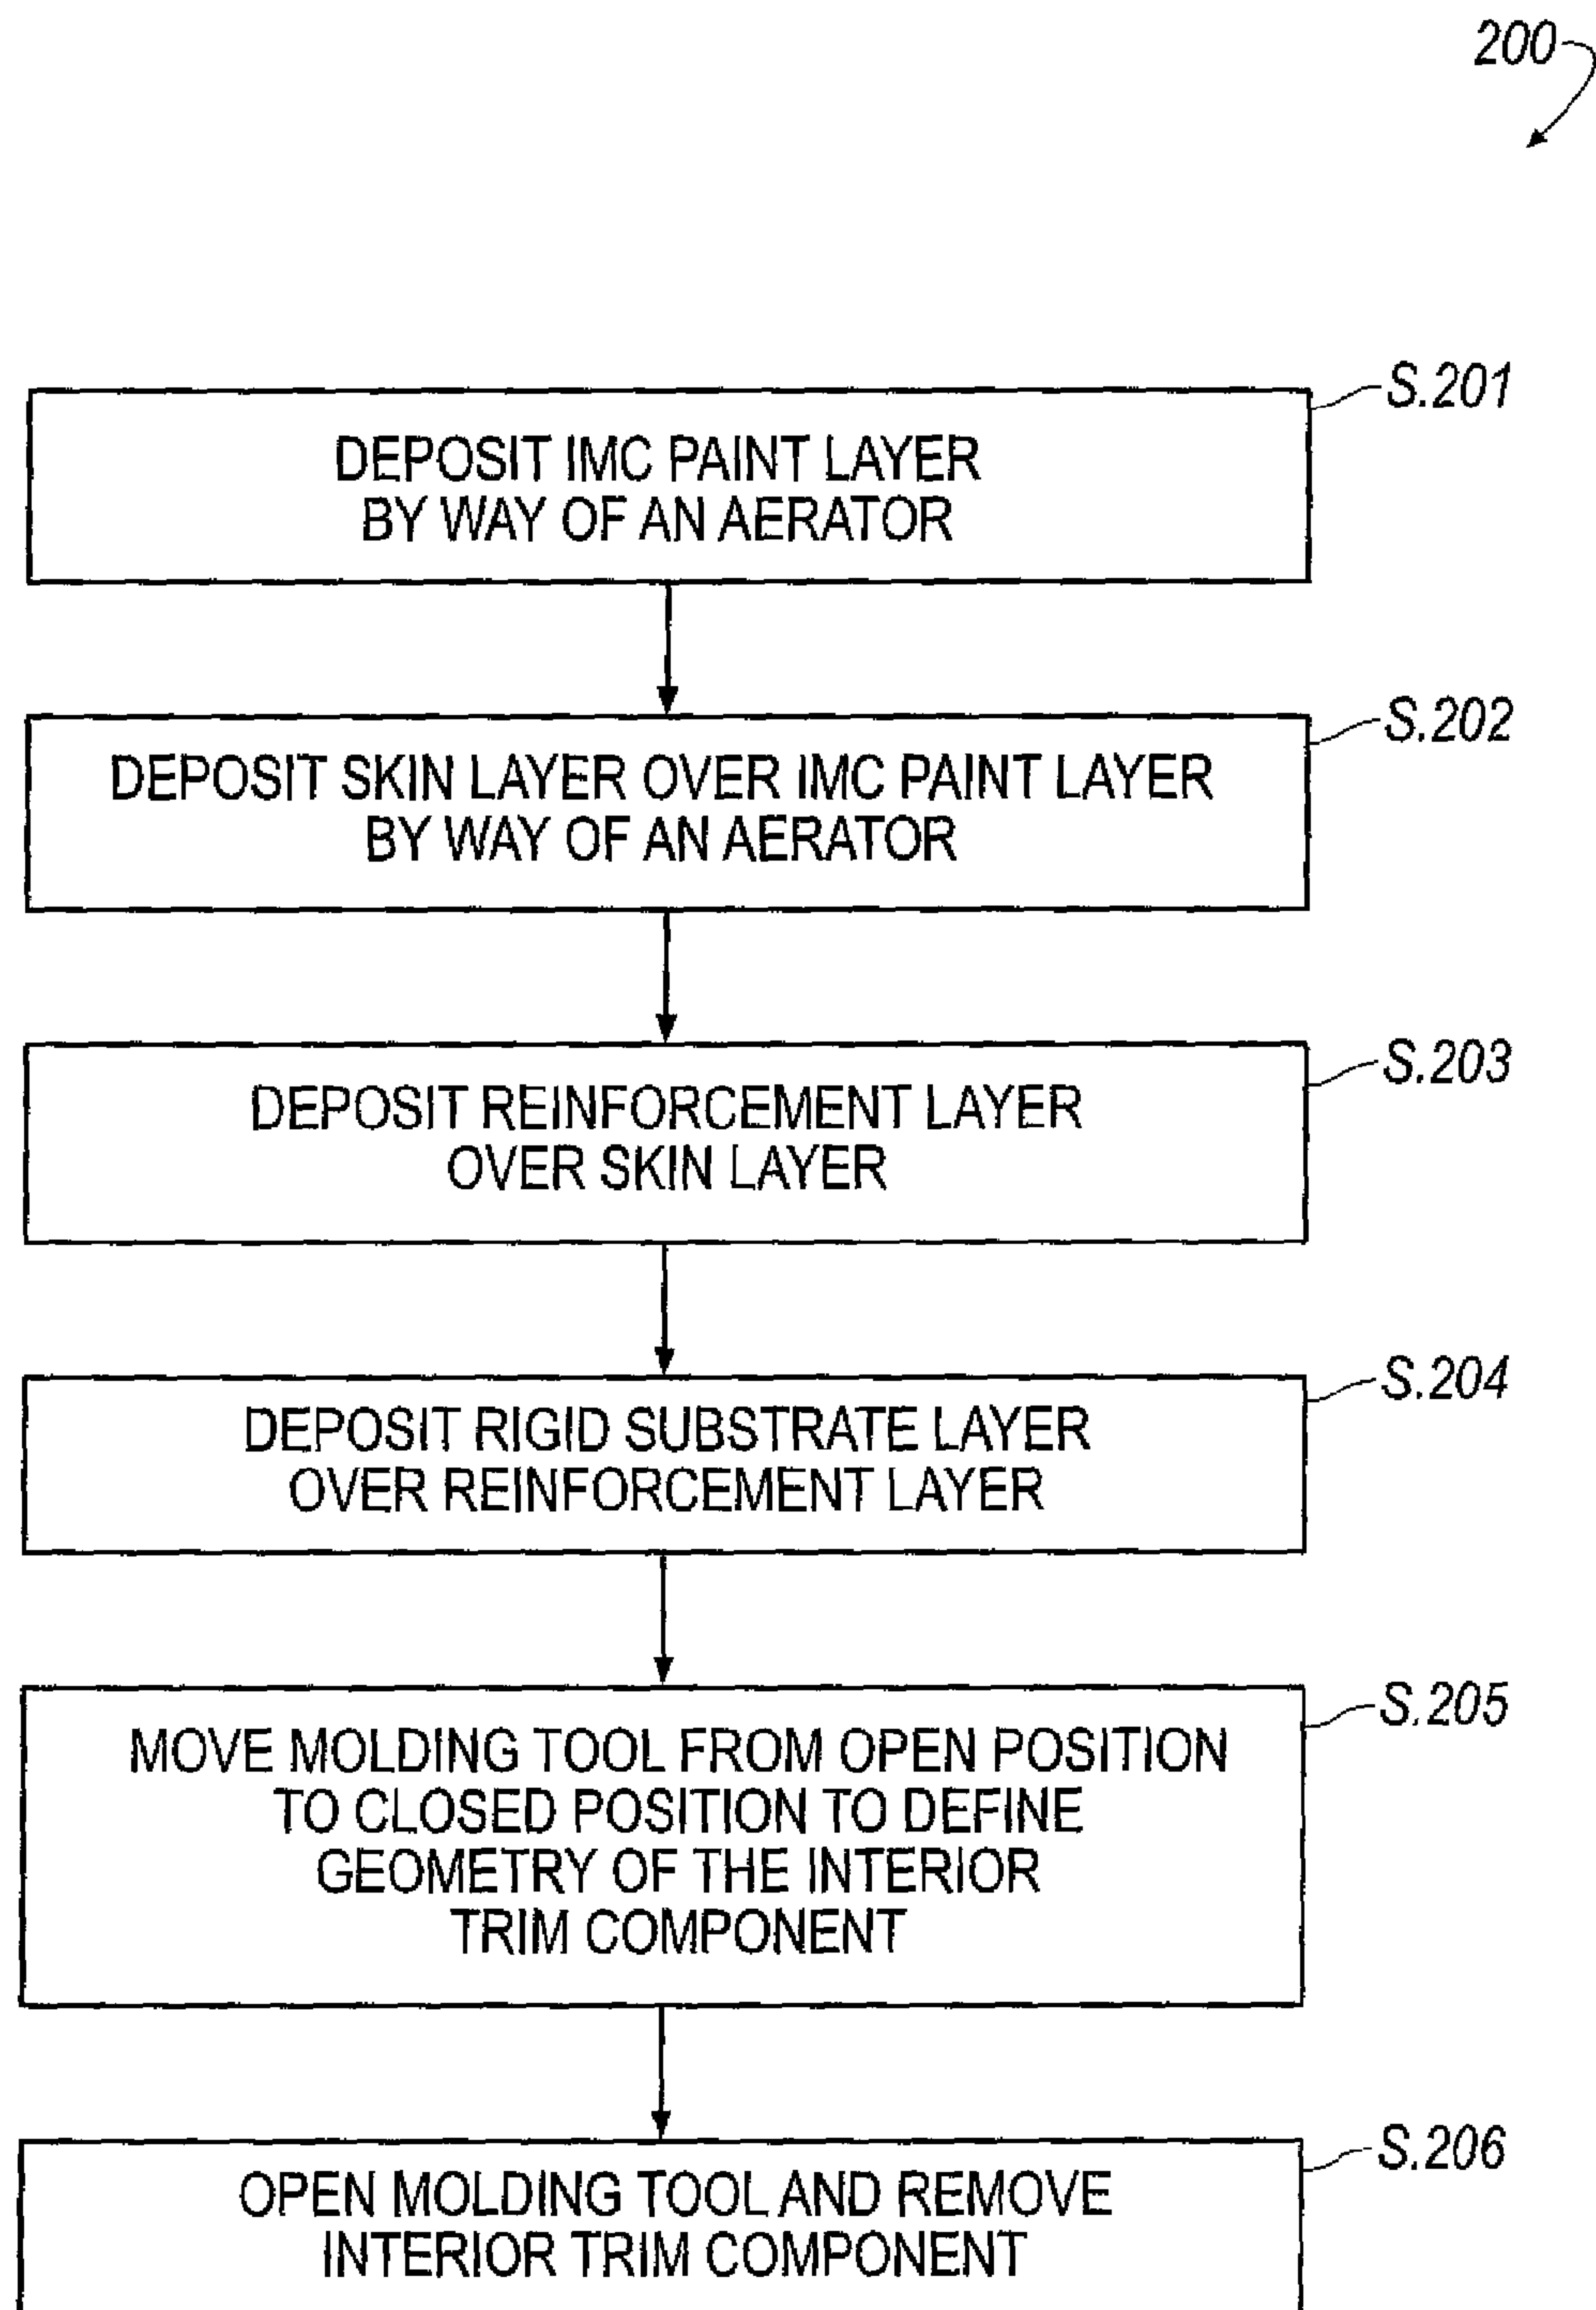 200
S.201
DEPOSIT IMC PAINT LAYER
BY WAY OF AN AERATOR
S.202
DEPOSIT SKIN LAYER OVER IMC PAINT LAYER
BY WAY OF AN AERATOR
S.203
DEPOSIT REINFORCEMENT LAYER
OVER SKIN LAYER
S.204
DEPOSIT RIGID SUBSTRATE LAYER
OVER REINFORCEMENT LAYER
S.205
MOVE MOLDING TOOL FROM OPEN POSITION
TO CLOSED POSITION TO DEFINE
GEOMETRY OF THE INTERIOR
TRIM COMPONENT
S.206
OPEN MOLDING TOOL AND REMOVE
INTERIOR TRIM COMPONENT